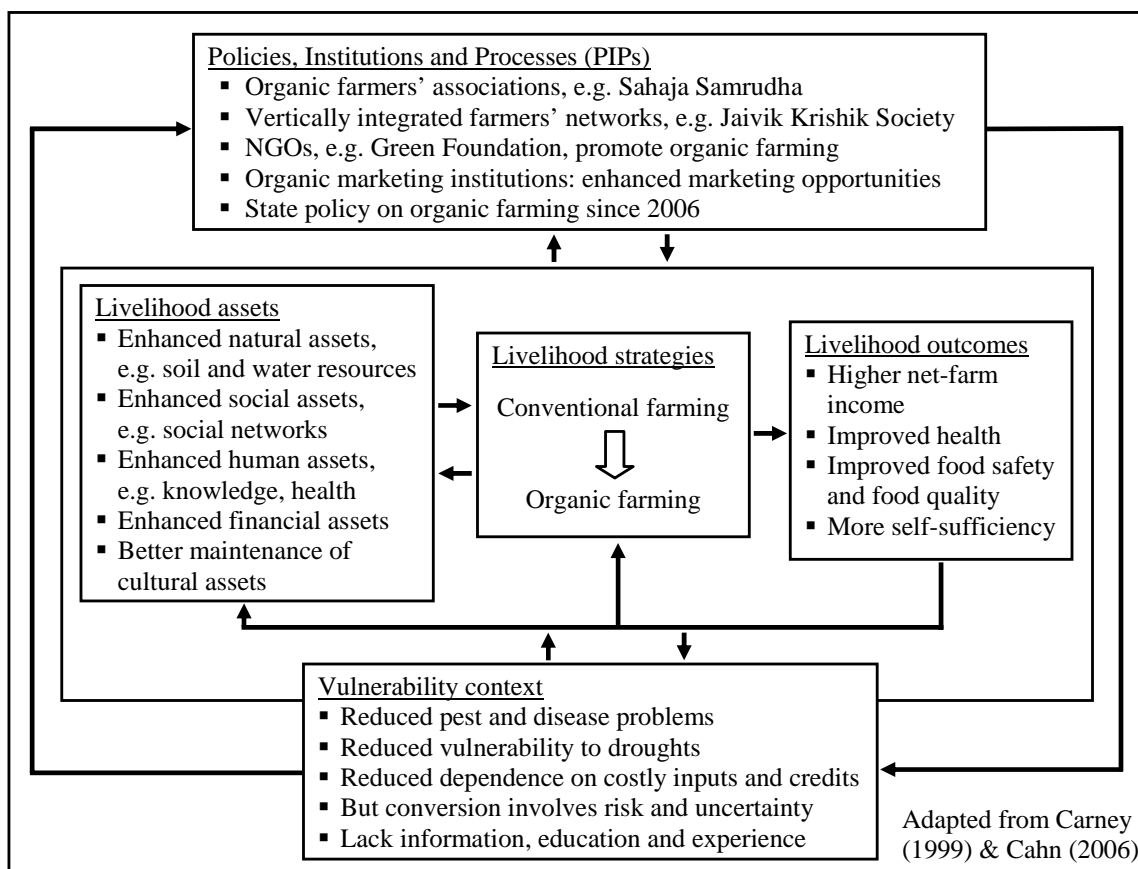 Policies, Institutions and Processes (PIPs)
▪ Organic farmers’ associations, e.g. Sahaja Samrudha
▪ Vertically integrated farmers’ networks, e.g. Jaivik Krishik Society
▪ NGOs, e.g. Green Foundation, promote organic farming
▪ Organic marketing institutions: enhanced marketing opportunities
▪ State policy on organic farming since 2006
Livelihood assets
▪ Enhanced natural assets,
e.g. soil and water resources
▪ Enhanced social assets,
e.g. social networks
▪ Enhanced human assets,
e.g. knowledge, health
▪ Enhanced financial assets
▪ Better maintenance of
cultural assets
Livelihood strategies
Conventional farming
Organic farming
Livelihood outcomes
▪ Higher net-farm
income
▪ Improved health
▪ Improved food safety
and food quality
▪ More self-sufficiency
Vulnerability context
▪ Reduced pest and disease problems
▪ Reduced vulnerability to droughts
▪ Reduced dependence on costly inputs and credits
▪ But conversion involves risk and uncertainty
▪ Lack information, education and experience
Adapted from Carney
(1999) & Cahn (2006)